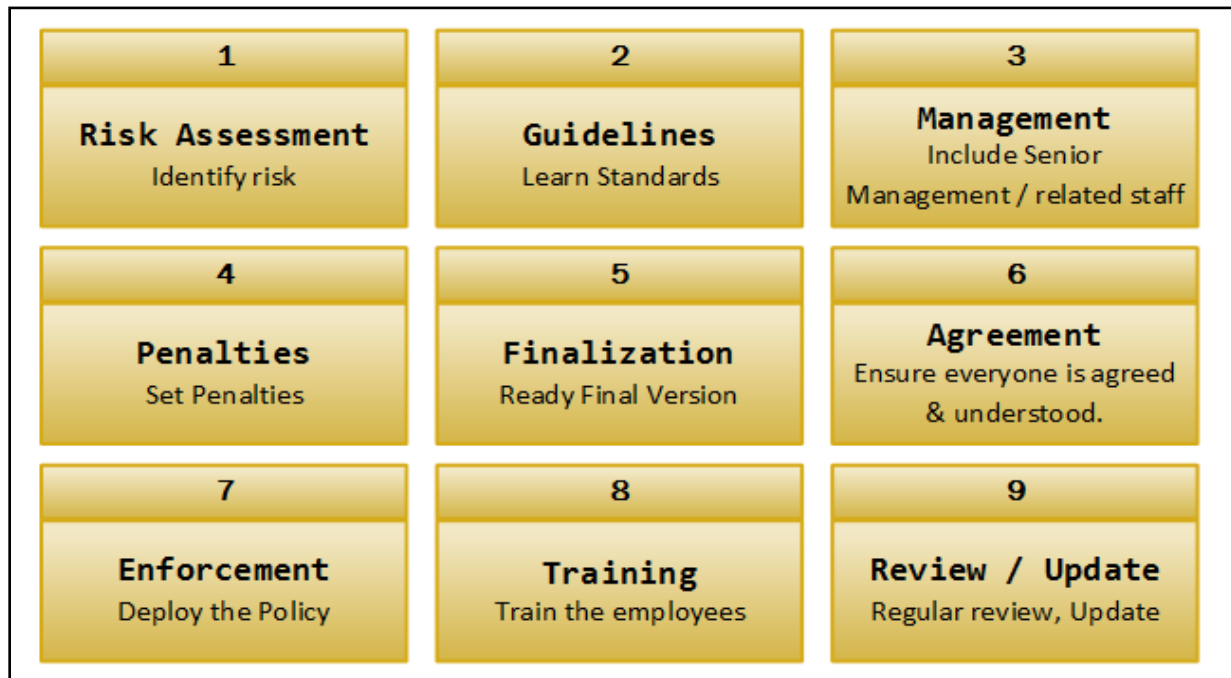 1
Risk Assessment
Identify risk
2
Guidelines
Learn Standards
3
Management
Include Senior
Management / related staff
4
Penalties
Set Penalties
5
Finalization
Ready Final Version
6
Agreement
Ensure everyone is agreed
& understood.
7
Enforcement
Deploy the Policy
8
Training
Train the employees
9
Review / Update
Regular review, Update